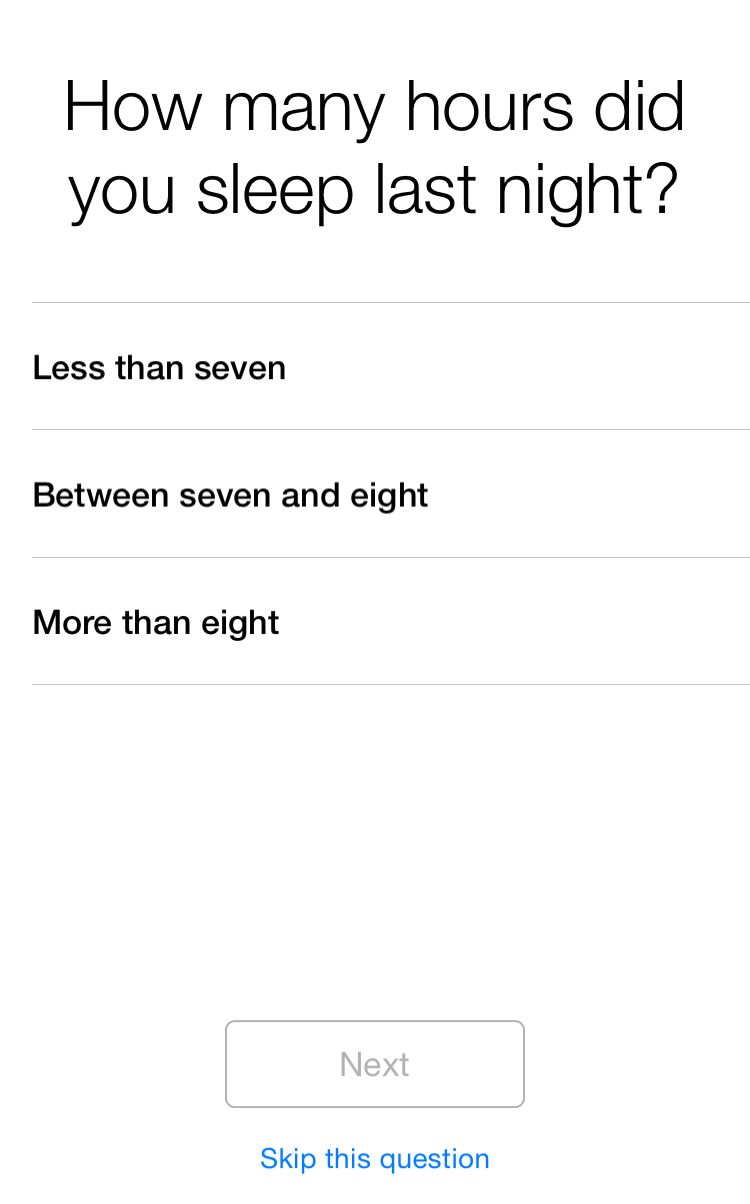 How many hours did
you sleep last night?
Less than seven
Between seven and eight
More than eight
Next
Skip this question